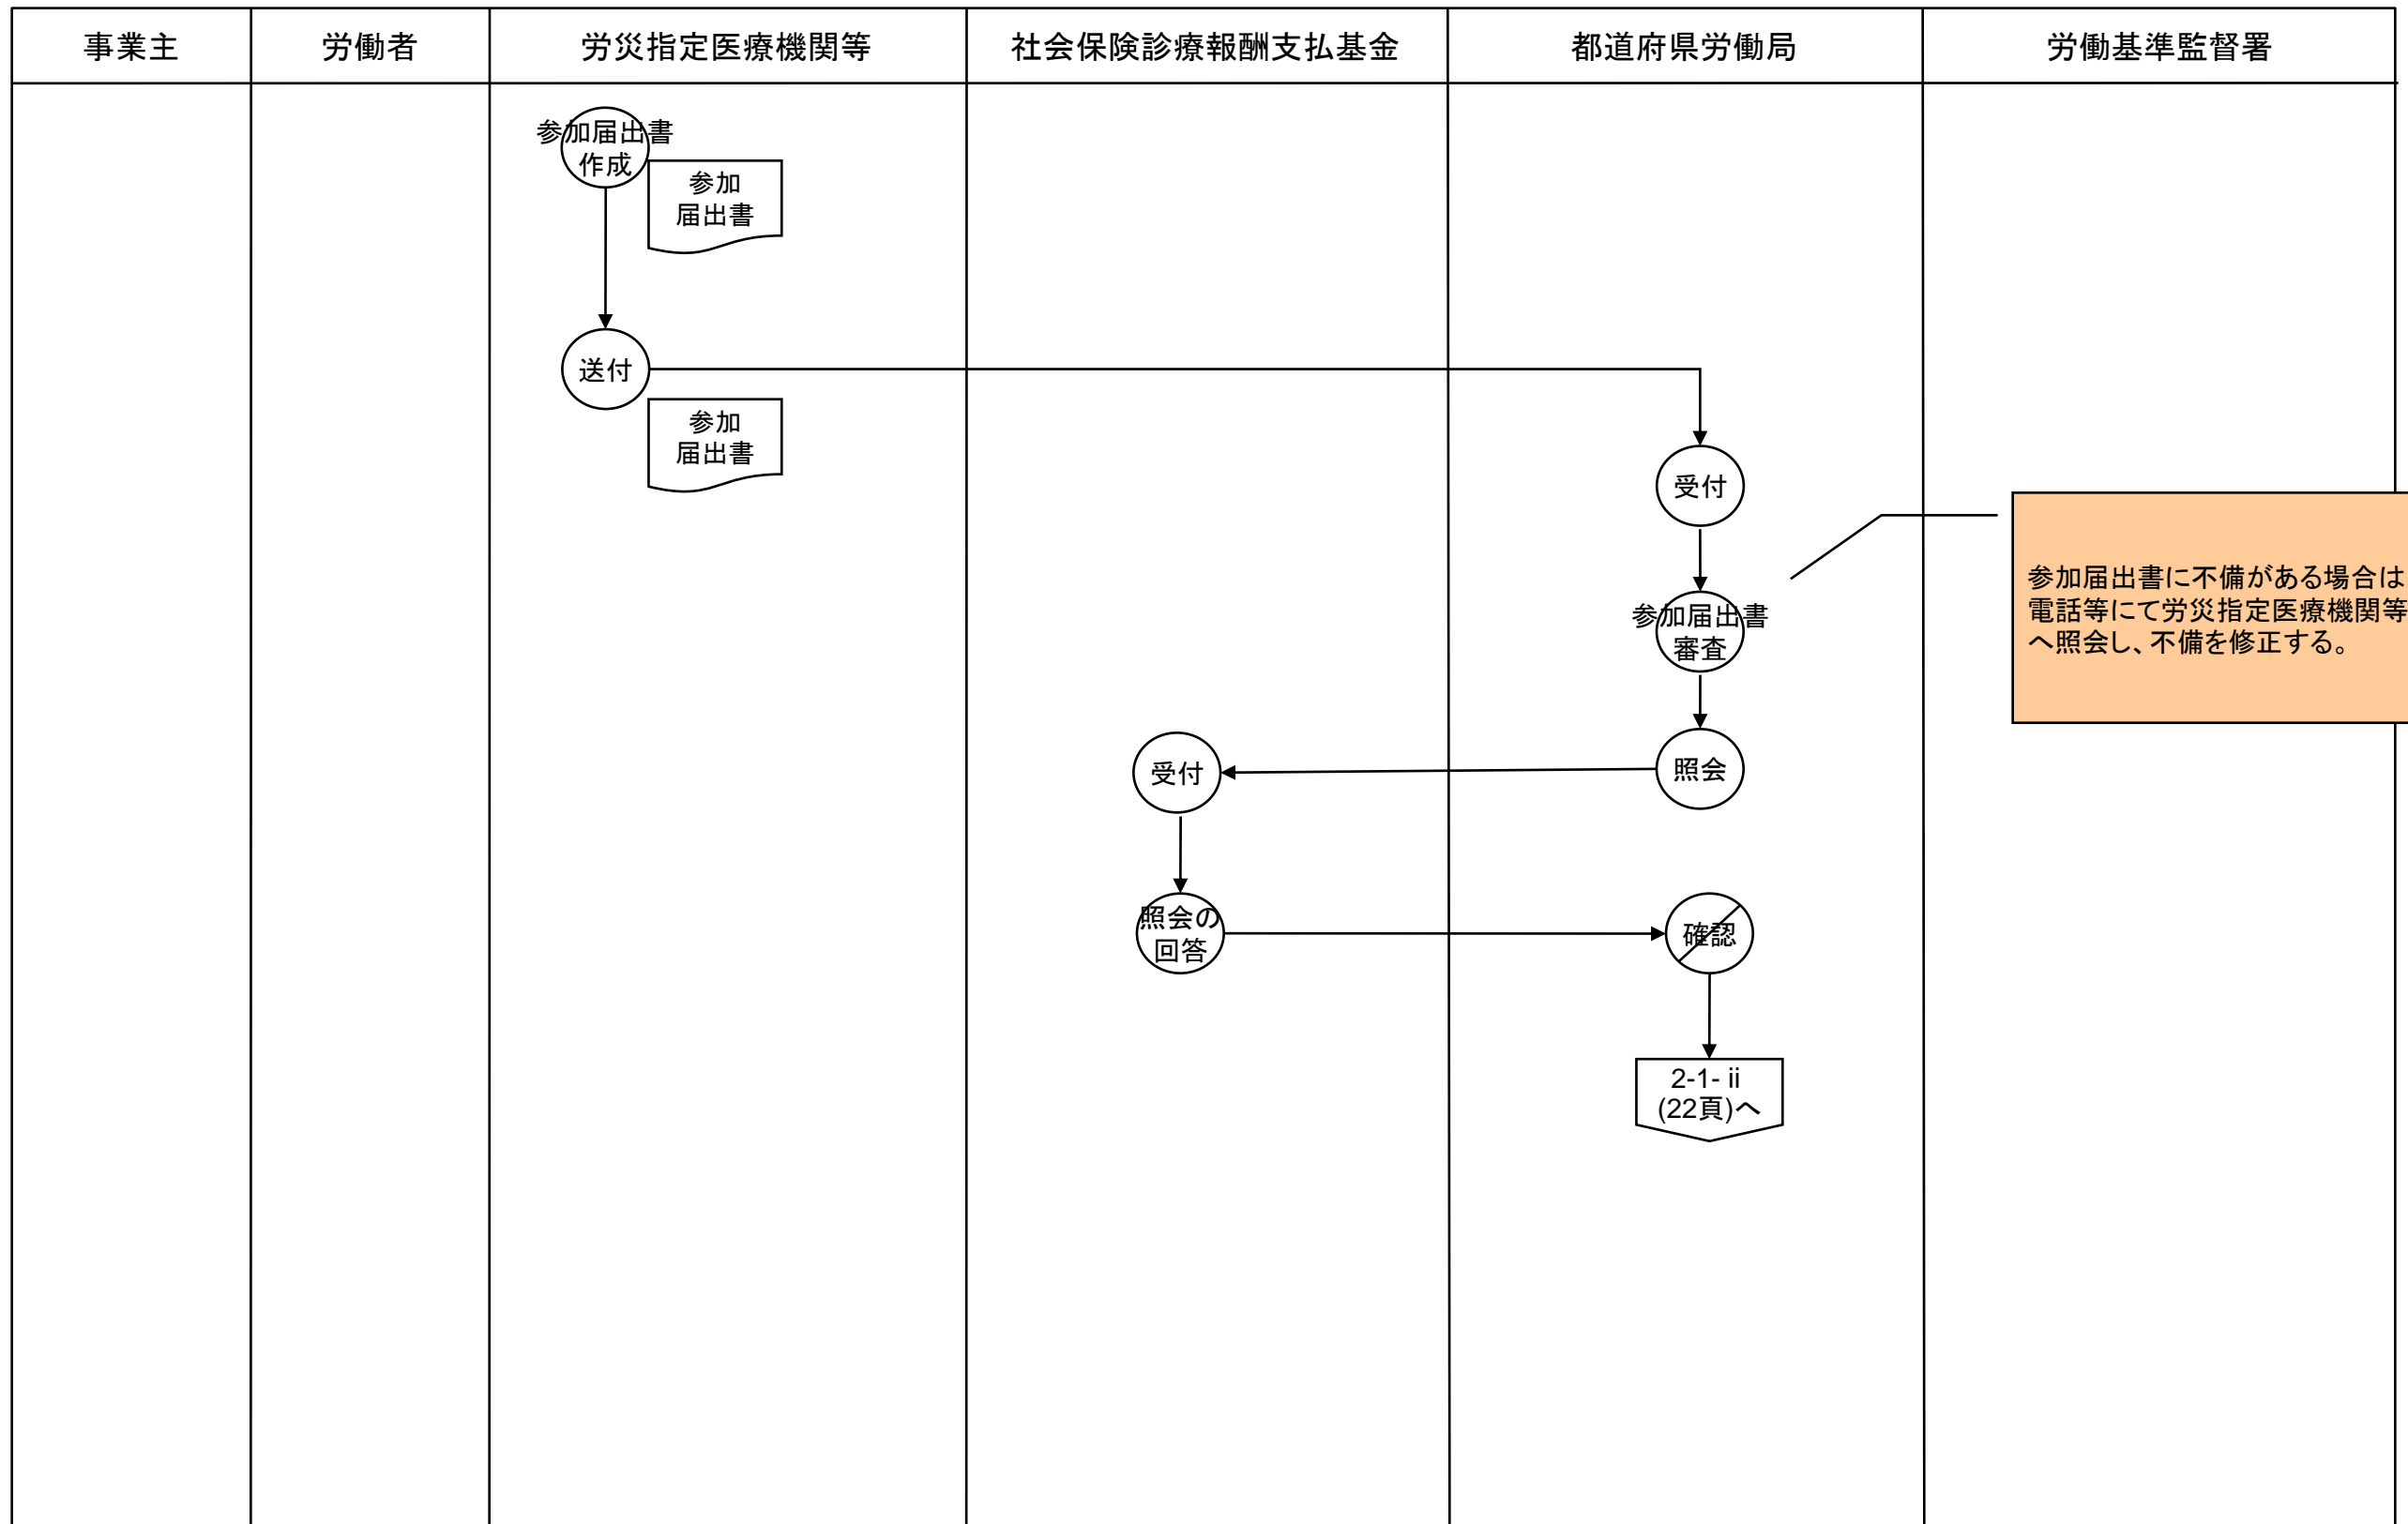 事業主
労働者
労災指定医療機関等
社会保険診療報酬支払基金
都道府県労働局
労働基準監督署
参加届出書
作成
参加
届出書
送付
参加
届出書
受付
参加届出書に不備がある場合は
電話等にて労災指定医療機関等
へ照会し、不備を修正する。
参加届出書
審査
照会
受付
照会の
回答
確認
2-1- ii
(22頁)へ